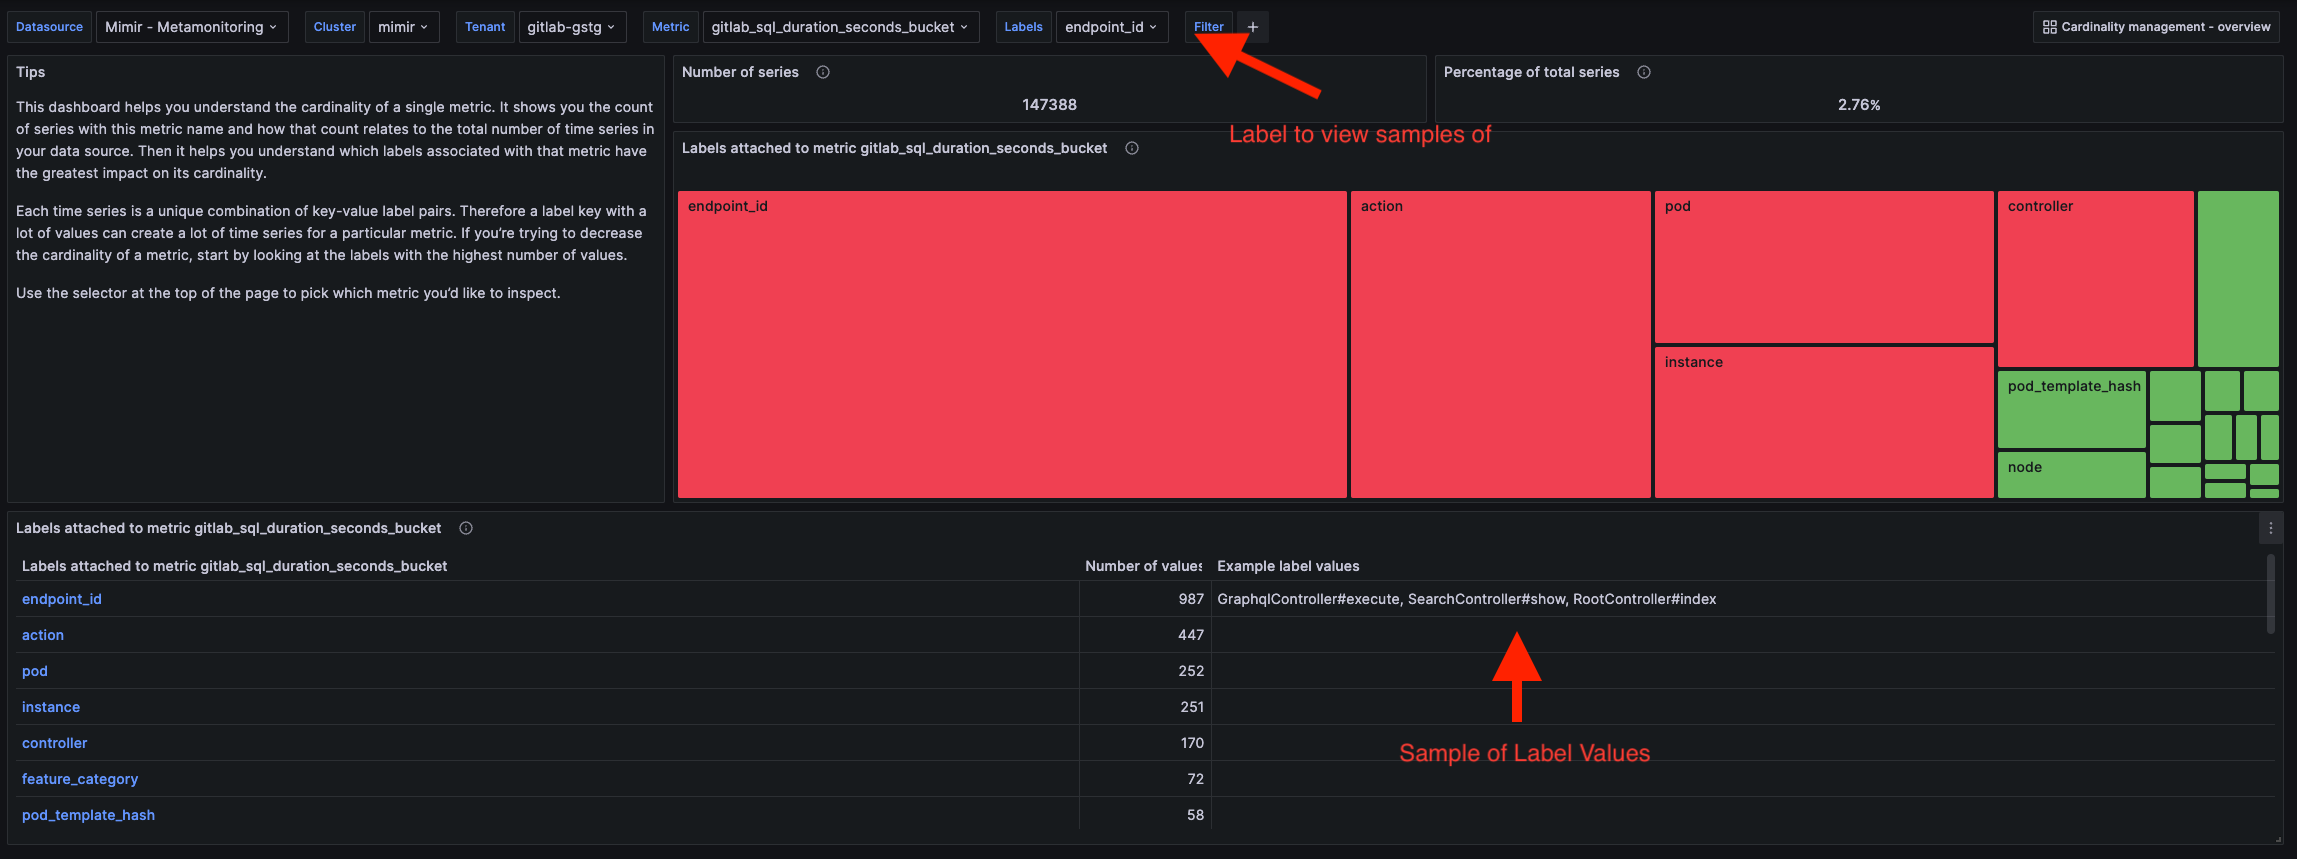 Datasource Mimir - Metamonitoring Cluster mimir Tenant gitlab-gstg Metric gitlab_sql_duration_seconds_bucket Labels endpoint_id Filter + Cardinality management - overview
Tips
This dashboard helps you understand the cardinality of a single metric. It shows you the count
of series with this metric name and how that count relates to the total number of time series in
your data source. Then it helps you understand which labels associated with that metric have
the greatest impact on its cardinality.
Each time series is a unique combination of key-value label pairs. Therefore a label key with a
lot of values can create a lot of time series for a particular metric. If you’re trying to decrease
the cardinality of a metric, start by looking at the labels with the highest number of values.
Use the selector at the top of the page to pick which metric you’d like to inspect.
Number of series
147388
Percentage of total series
2.76%
Label to view samples of
Labels attached to metric gitlab_sql_duration_seconds_bucket
endpoint_id
action
pod
instance
controller
pod_template_hash
node
Labels attached to metric gitlab_sql_duration_seconds_bucket
Labels attached to metric gitlab_sql_duration_seconds_bucket Number of values Example label values
endpoint_id 987 GraphqlController#execute, SearchController#show, RootController#index
action 447
pod 252
instance 251
controller 170
Sample of Label Values
feature_category 72
pod_template_hash 58